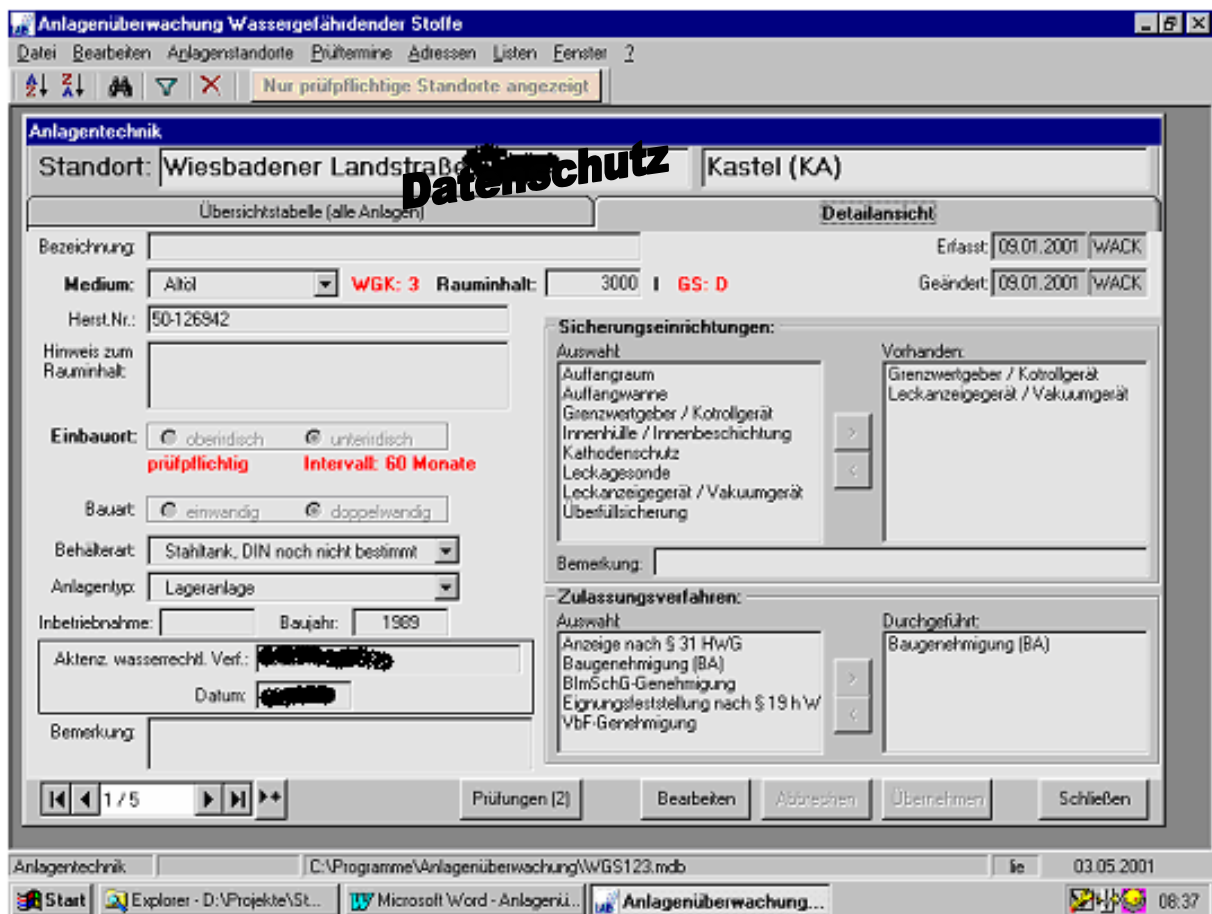 Anlagenüberwachung Wassergefährdender Stoffe
Datei Bearbeiten Anlagenstandorte Prüftermine Adressen Listen Fenster ?
Nur prüfpflichtige Standorte angezeigt
Anlagentechnik
Standort: Wiesbadener Landstraße Datenschutz Kastel (KA)
Übersichtstabelle (alle Anlagen) Detailansicht
Bezeichnung: Erfasst: 09.01.2001 WACK
Medium: Altöl WGK: 3 Rauminhalt: 3000 l GS: D Geändert: 09.01.2001 WACK
Herst.Nr.: 50-126942
Hinweis zum
Rauminhalt:
Einbauort: oberirdisch unterirdisch
prüfpflichtig Intervall: 60 Monate
Bauart: einwandig doppelwandig
Behälterart: Stahltank, DIN noch nicht bestimmt
Anlagentyp: Lageranlage
Inbetriebnahme: Baujahr: 1989
Aktenz. wasserrechtl. Verf.:
Datum:
Bemerkung:
Sicherungseinrichtungen:
Auswahl:
Auffangraum
Auffangwanne
Grenzwertgeber / Kotrollgerät
Innenhülle / Innenbeschichtung
Kathodenschutz
Leckagesonde
Leckanzeigegerät / Vakuumgerät
Überfüllsicherung
Vorhanden:
Grenzwertgeber / Kotrollgerät
Leckanzeigegerät / Vakuumgerät
>
<
Bemerkung:
Zulassungsverfahren:
Auswahl:
Anzeige nach § 31 HWG
Baugenehmigung (BA)
BImSchG-Genehmigung
Eignungsfeststellung nach § 19 h W
VbF-Genehmigung
Durchgeführt:
Baugenehmigung (BA)
>
<
1 / 5 Prüfungen (2) Bearbeiten Abbrechen Übernehmen Schließen
Anlagentechnik C:\Programme\Anlagenüberwachung\WGS123.mdb lie 03.05.2001
Start Explorer - D:\Projekte\St... Microsoft Word - Anlagenü... Anlagenüberwachung... 08:37